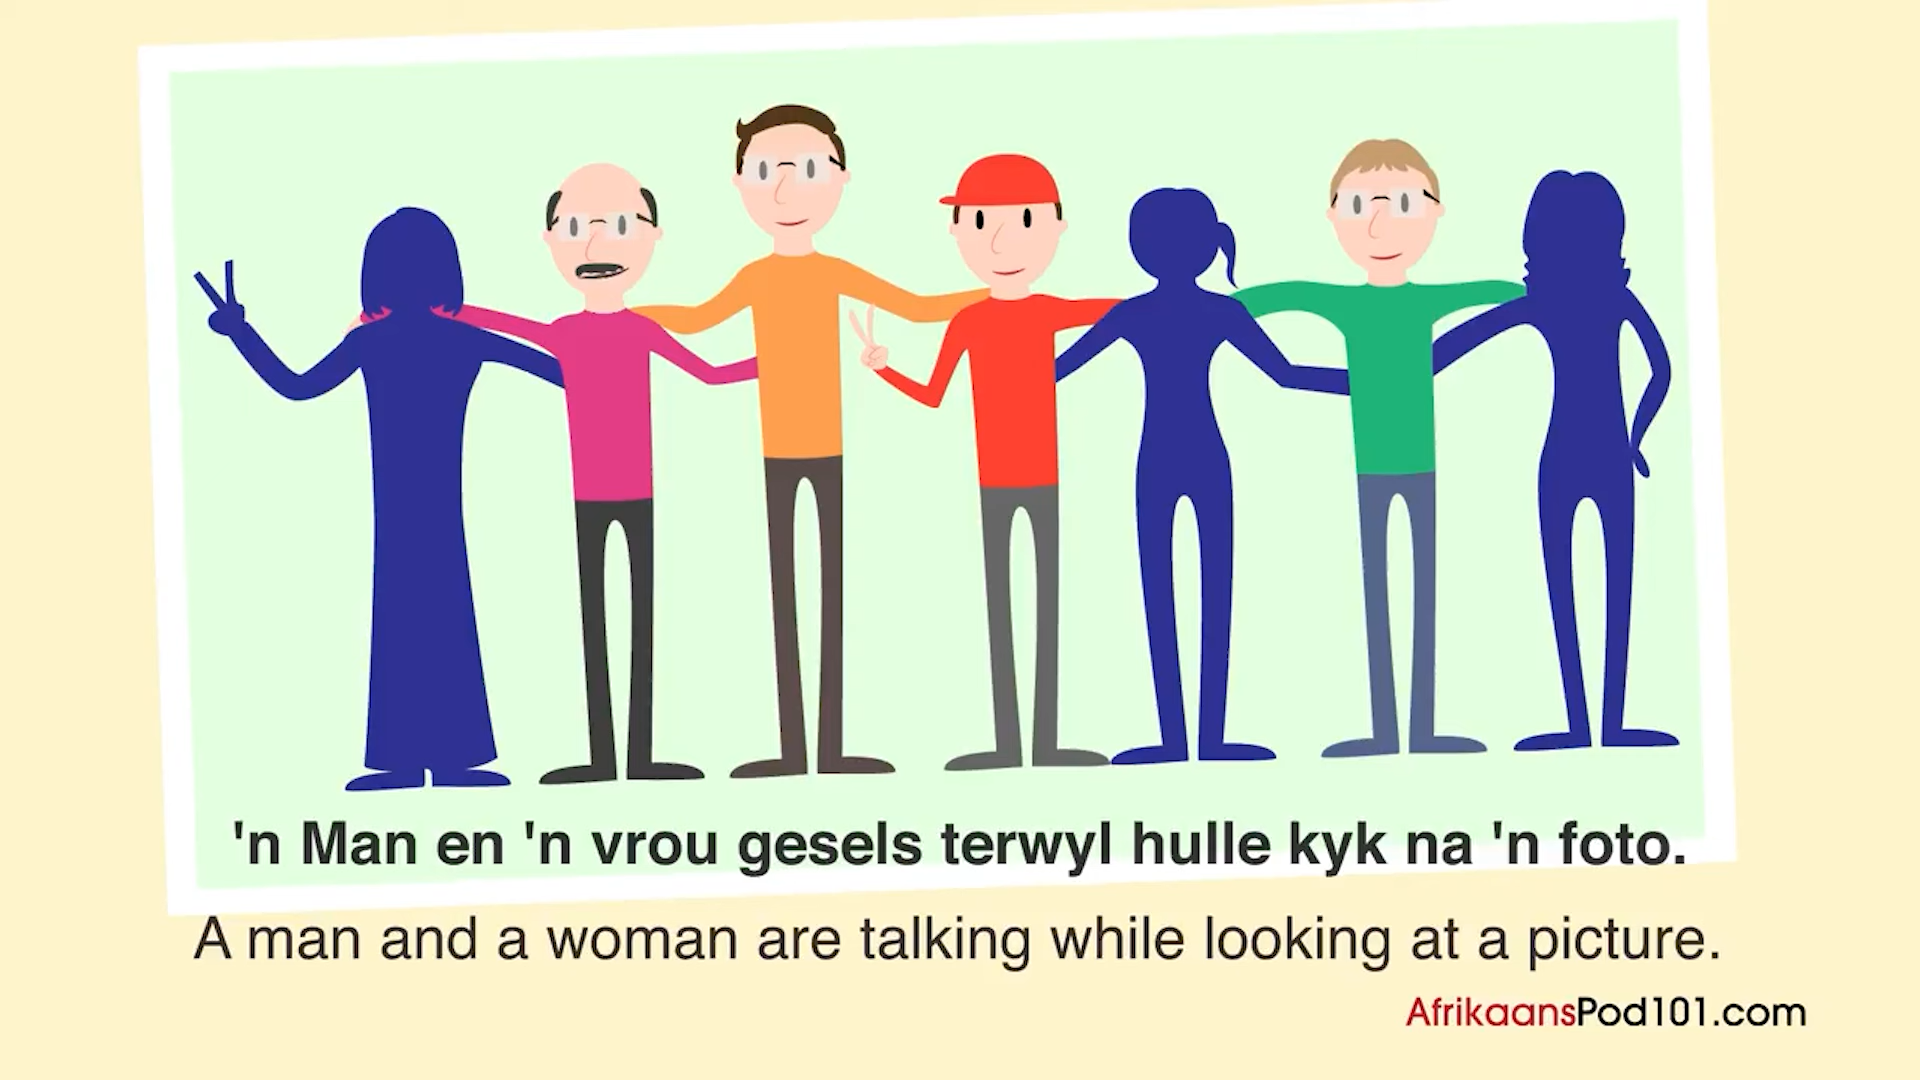 'n Man en 'n vrou gesels terwyl hulle kyk na 'n foto.
A man and a woman are talking while looking at a picture.
AfrikaansPod101.com